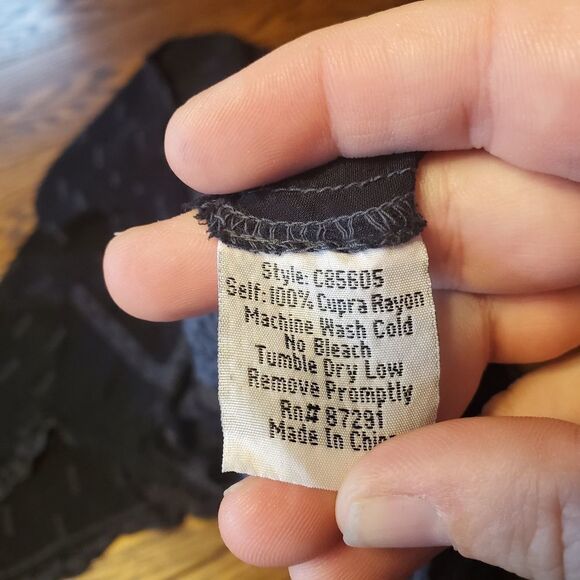 Style: C85605
Self: 100% Cupra Rayon
Machine Wash Cold
No Bleach
Tumble Dry Low
Remove Promptly
Rn# 87291
Made In China